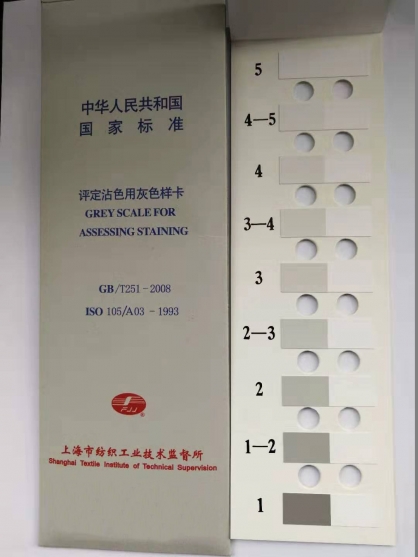 中华人民共和国
国家标准
评定沾色用灰色样卡
GREY SCALE FOR
ASSESSING STAINING
GB/T251-2008
ISO 105/A03-1993
FJJ
®
上海市纺织工业技术监督所
Shanghai Textile Institute of Technical Supervision
5
4—5
4
3—4
3
2—3
2
1—2
1